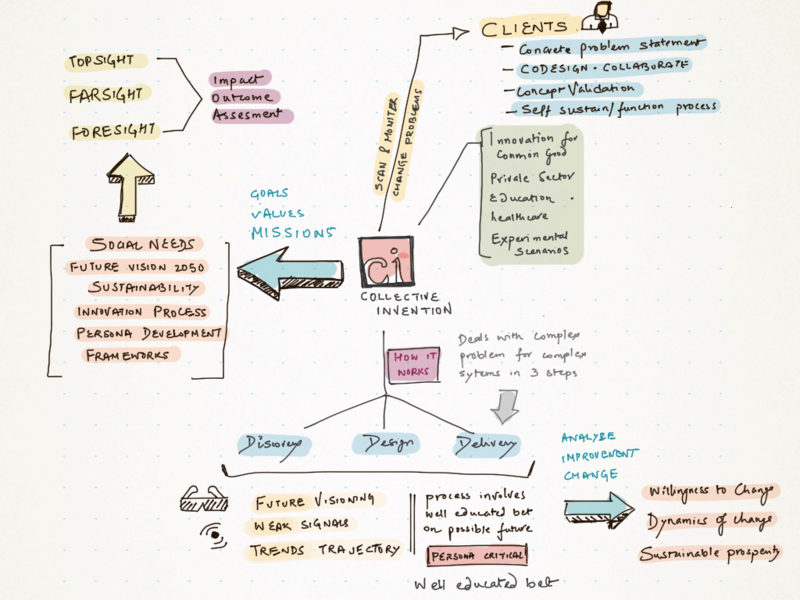 TOPSIGHT
FARSIGHT
FORESIGHT
Impact
Outcome
Assesment
SCAN & MONITER
CHANGE PROBLEMS
CLIENTS
- Concrete problem statement
- CODESIGN · COLLABORATE
- Concept Validation
- Self sustain/function process
Innovation for
Common Good
Private Sector
Education
healthcare
Experimental
Scenarios
GOALS
VALUES
MISSIONS
SOCIAL NEEDS
FUTURE VISION 2050
SUSTAINABILITY
INNOVATION PROCESS
PERSONA DEVELOPMENT
FRAMEWORKS
ci
COLLECTIVE
INVENTION
HOW IT
WORKS
Deals with complex
problem for complex
sytems in 3 steps
Discovery
Design
Delivery
FUTURE VISIONING
WEAK SIGNALS
TRENDS TRAJECTORY
process involves
well educated bet
on possible future
PERSONA CRITICAL
Well educated bet
ANALYZE
IMPROVEMENT
CHANGE
Willingness to Change
Dynamics of change
Sustainable prosperity